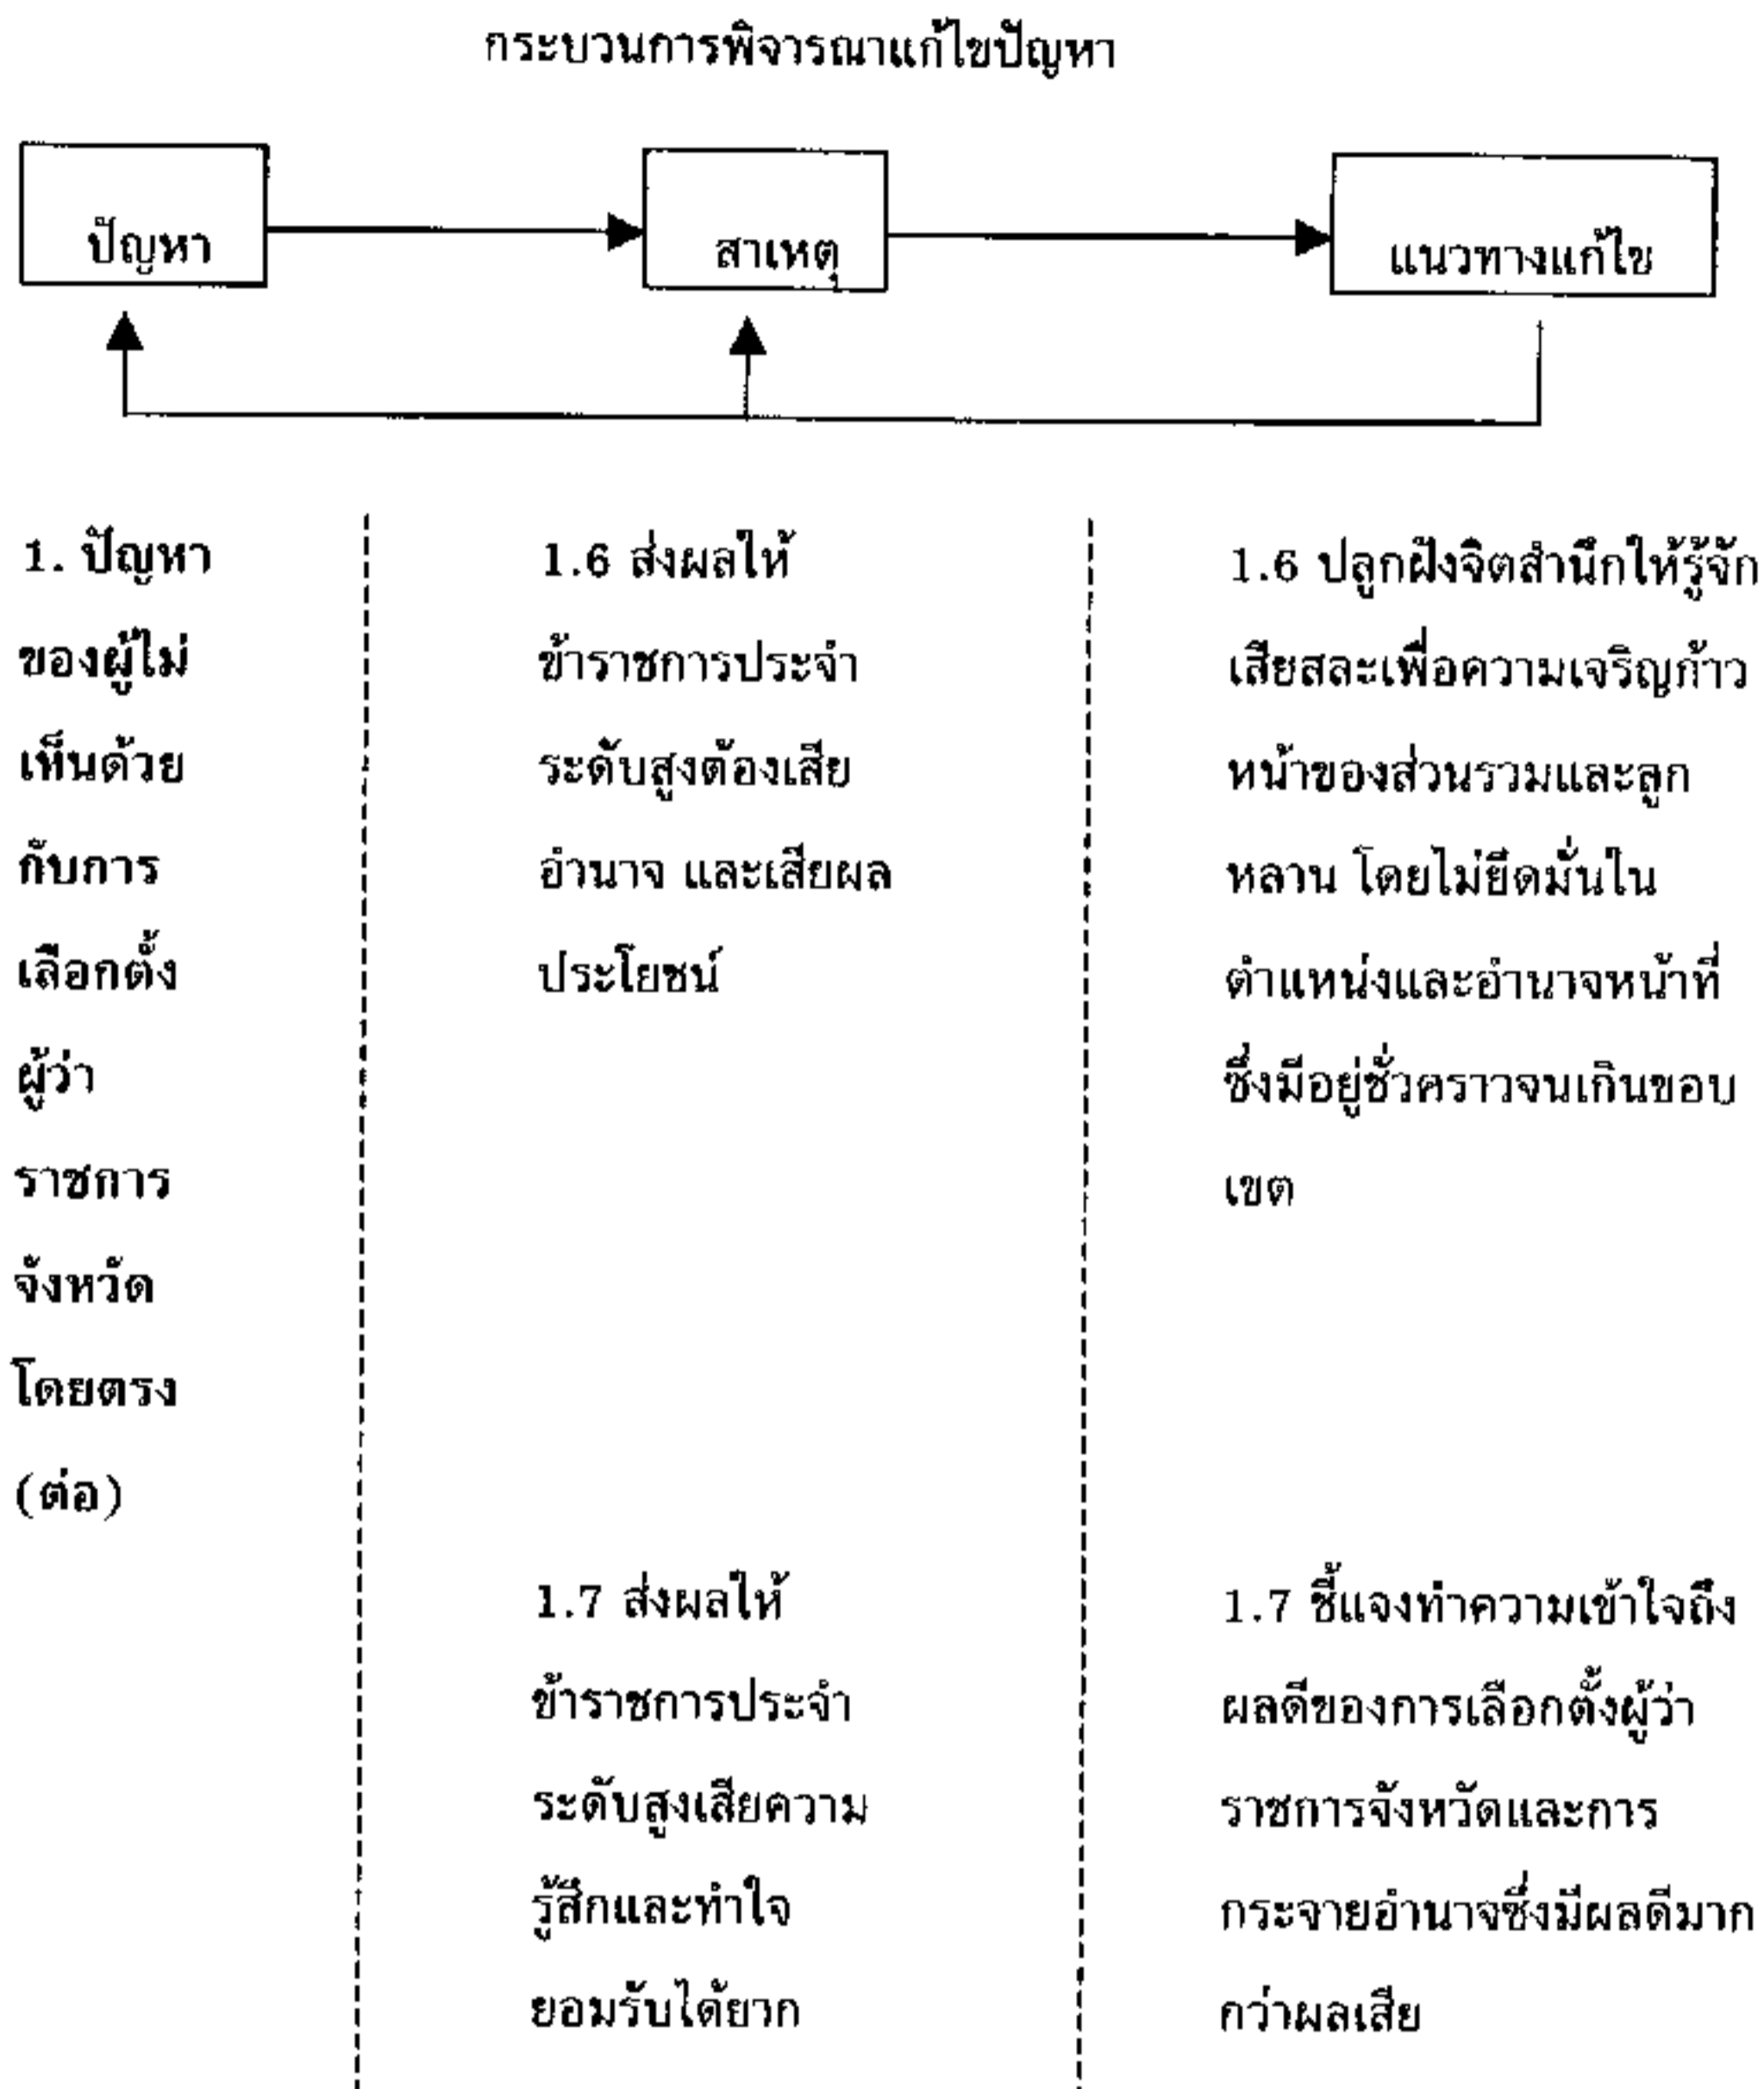 กระบวนการพิจารณาแก้ไขปัญหา
ปัญหา
สาเหตุ
แนวทางแก้ไข
1. ปัญหา
ของผู้ไม่
เห็นด้วย
กับการ
เลือกตั้ง
ผู้ว่า
ราชการ
จังหวัด
โดยตรง
(ต่อ)
1.6 ส่งผลให้
ข้าราชการประจำ
ระดับสูงต้องเสีย
อำนาจ และเสียผล
ประโยชน์
1.6 ปลูกฝังจิตสำนึกให้รู้จัก
เสียสละเพื่อความเจริญก้าว
หน้าของส่วนรวมและลูก
หลาน โดยไม่ยึดมั่นใน
ตำแหน่งและอำนาจหน้าที่
ซึ่งมีอยู่ชั่วคราวจนเกินขอบ
เขต
1.7 ส่งผลให้
ข้าราชการประจำ
ระดับสูงเสียความ
รู้สึกและทำใจ
ยอมรับได้ยาก
1.7 ชี้แจงทำความเข้าใจถึง
ผลดีของการเลือกตั้งผู้ว่า
ราชการจังหวัดและการ
กระจายอำนาจซึ่งมีผลดีมาก
กว่าผลเสีย